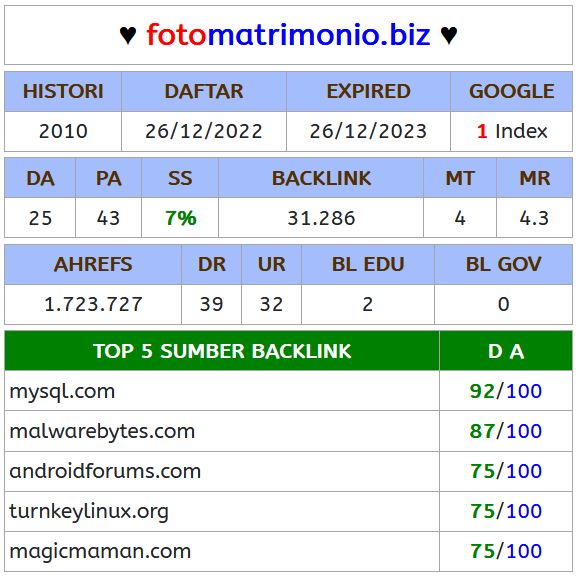 ♥ fotomatrimonio.biz ♥
HISTORI DAFTAR EXPIRED GOOGLE
2010 26/12/2022 26/12/2023 1 Index
DA PA SS BACKLINK MT MR
25 43 7% 31.286 4 4.3
AHREFS DR UR BL EDU BL GOV
1.723.727 39 32 2 0
TOP 5 SUMBER BACKLINK D A
mysql.com 92/100
malwarebytes.com 87/100
androidforums.com 75/100
turnkeylinux.org 75/100
magicmaman.com 75/100